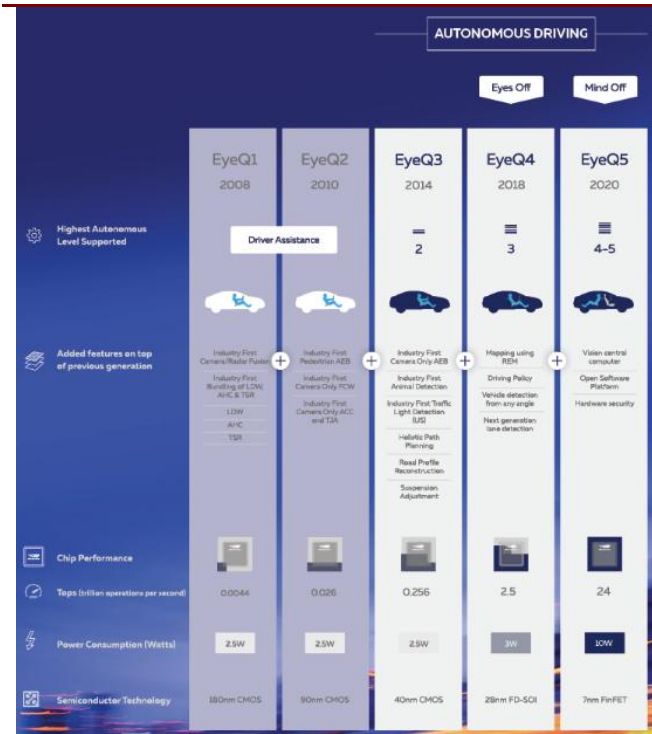 AUTONOMOUS DRIVING
Eyes Off
Mind Off
EyeQ1
2008
EyeQ2
2010
EyeQ3
2014
EyeQ4
2018
EyeQ5
2020
Highest Autonomous
Level Supported
Driver Assistance
2
3
4-5
Added features on top
of previous generation
Industry First
Camera/Radar Fusion
Industry First
Bundling of LDW,
AHC & TSR
LDW
AHC
TSR
+
Industry First
Pedestrian AEB
Industry First
Camera Only FCW
Industry First
Camera Only ACC
and TJA
+
Industry First
Camera Only AEB
Industry First
Animal Detection
Industry First Traffic
Light Detection
(US)
Holistic Path
Planning
Road Profile
Reconstruction
Suspension
Adjustment
+
Mapping using
REM
Driving Policy
Vehicle detection
from any angle
Next generation
lane detection
+
Vision central
computer
Open Software
Platform
Hardware security
Chip Performance
Tops (trillion operations per second)
0.0044
0.026
0.256
2.5
24
Power Consumption (Watts)
2.5W
2.5W
2.5W
3W
10W
Semiconductor Technology
180nm CMOS
90nm CMOS
40nm CMOS
28nm FD-SOI
7nm FinFET